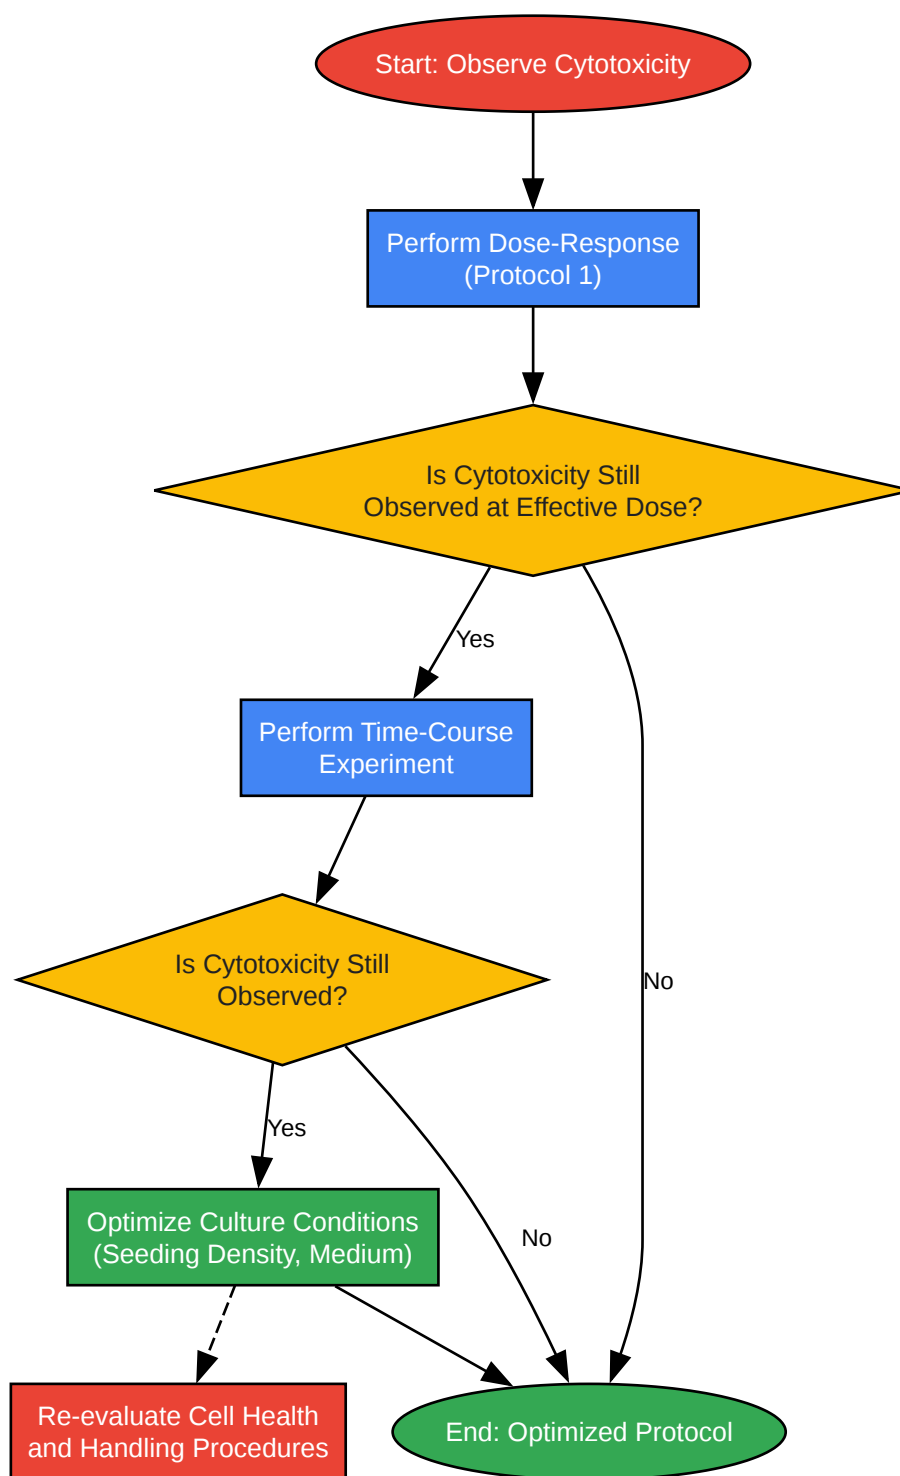 Start: Observe Cytotoxicity
Perform Dose-Response
(Protocol 1)
Is Cytotoxicity Still
Observed at Effective Dose?
Yes
Perform Time-Course
Experiment
Is Cytotoxicity Still
Observed?
No
Yes
Optimize Culture Conditions
(Seeding Density, Medium)
No
Re-evaluate Cell Health
and Handling Procedures
End: Optimized Protocol